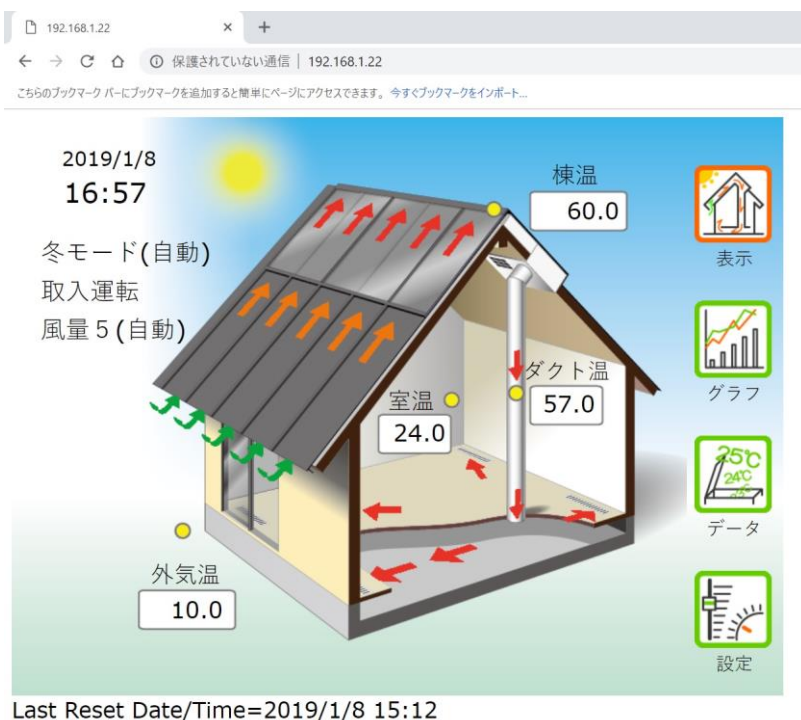 192.168.1.22
保護されていない通信 | 192.168.1.22
こちらのブックマーク バーにブックマークを追加すると簡単にページにアクセスできます。 今すぐブックマークをインポート...
2019/1/8
16:57
冬モード(自動)
取入運転
風量5(自動)
棟温
60.0
表示
ダクト温
57.0
室温
24.0
グラフ
25℃
24℃
データ
外気温
10.0
設定
Last Reset Date/Time=2019/1/8 15:12